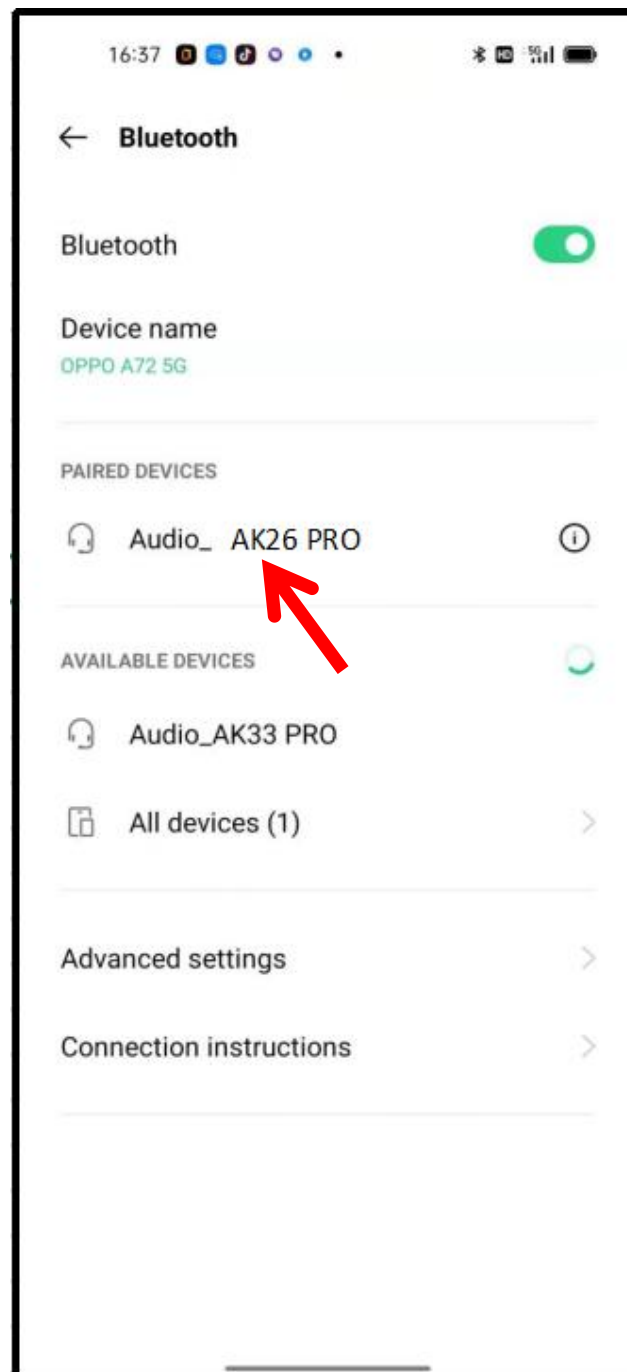 16:37
Bluetooth
Bluetooth
Device name
OPPO A72 5G
PAIRED DEVICES
Audio_ AK26 PRO
AVAILABLE DEVICES
Audio_AK33 PRO
All devices (1)
Advanced settings
Connection instructions